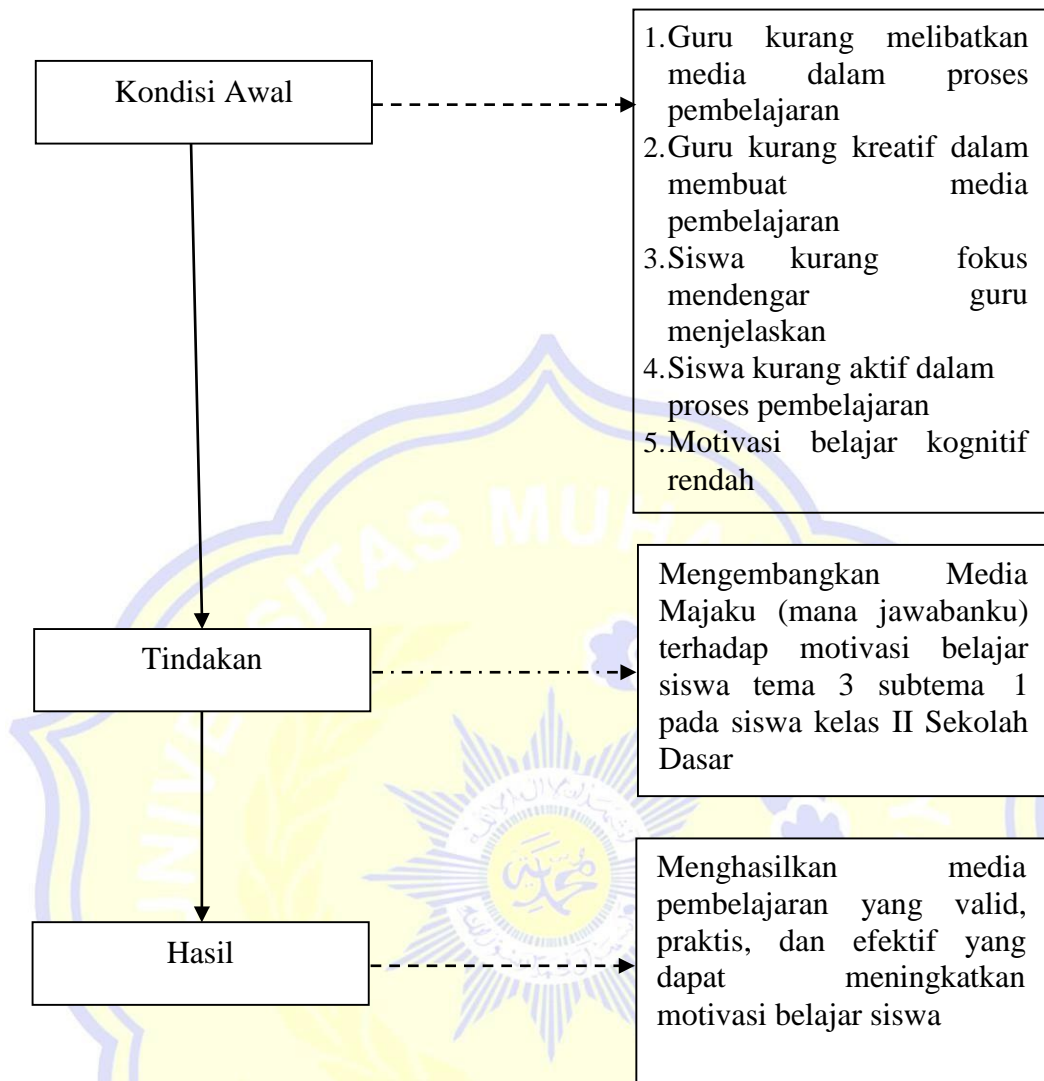 Kondisi Awal
1.Guru kurang melibatkan
media dalam proses
pembelajaran
2.Guru kurang kreatif dalam
membuat media
pembelajaran
3.Siswa kurang fokus
mendengar guru
menjelaskan
4.Siswa kurang aktif dalam
proses pembelajaran
5.Motivasi belajar kognitif
rendah
UNIVERSITAS MUHA
Tindakan
Mengembangkan Media
Majaku (mana jawabanku)
terhadap motivasi belajar
siswa tema 3 subtema 1
pada siswa kelas II Sekolah
Dasar
Hasil
Menghasilkan media
pembelajaran yang valid,
praktis, dan efektif yang
dapat meningkatkan
motivasi belajar siswa